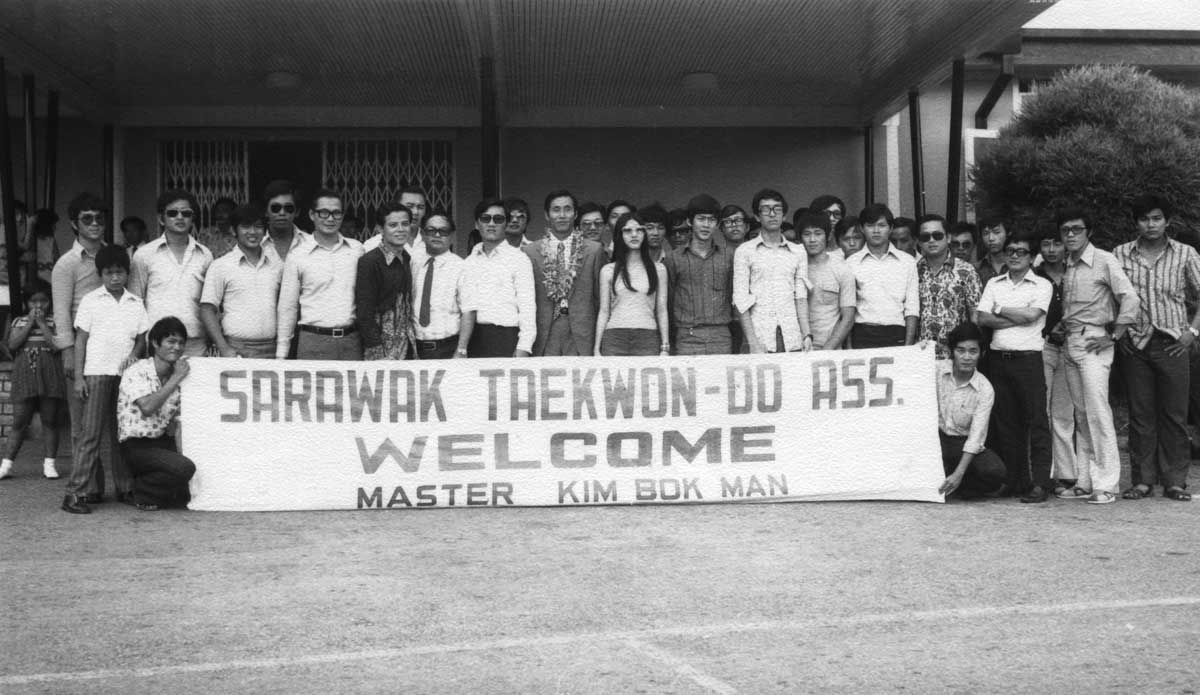 SARAWAK TAEKWON-DO ASS.
WELCOME
MASTER KIM BOK MAN